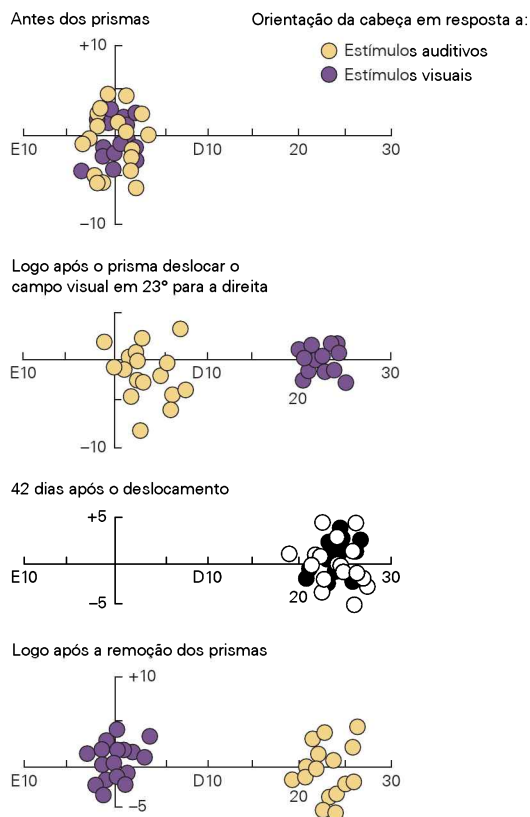 Antes dos prismas
Orientação da cabeça em resposta a:
Estímulos auditivos
Estímulos visuais
+10
E10 D10 20 30
−10
Logo após o prisma deslocar o
campo visual em 23° para a direita
E10 D10 20 30
−10
42 dias após o deslocamento
+5
E10 D10 20 30
−5
Logo após a remoção dos prismas
+10
E10 D10 20 30
−5